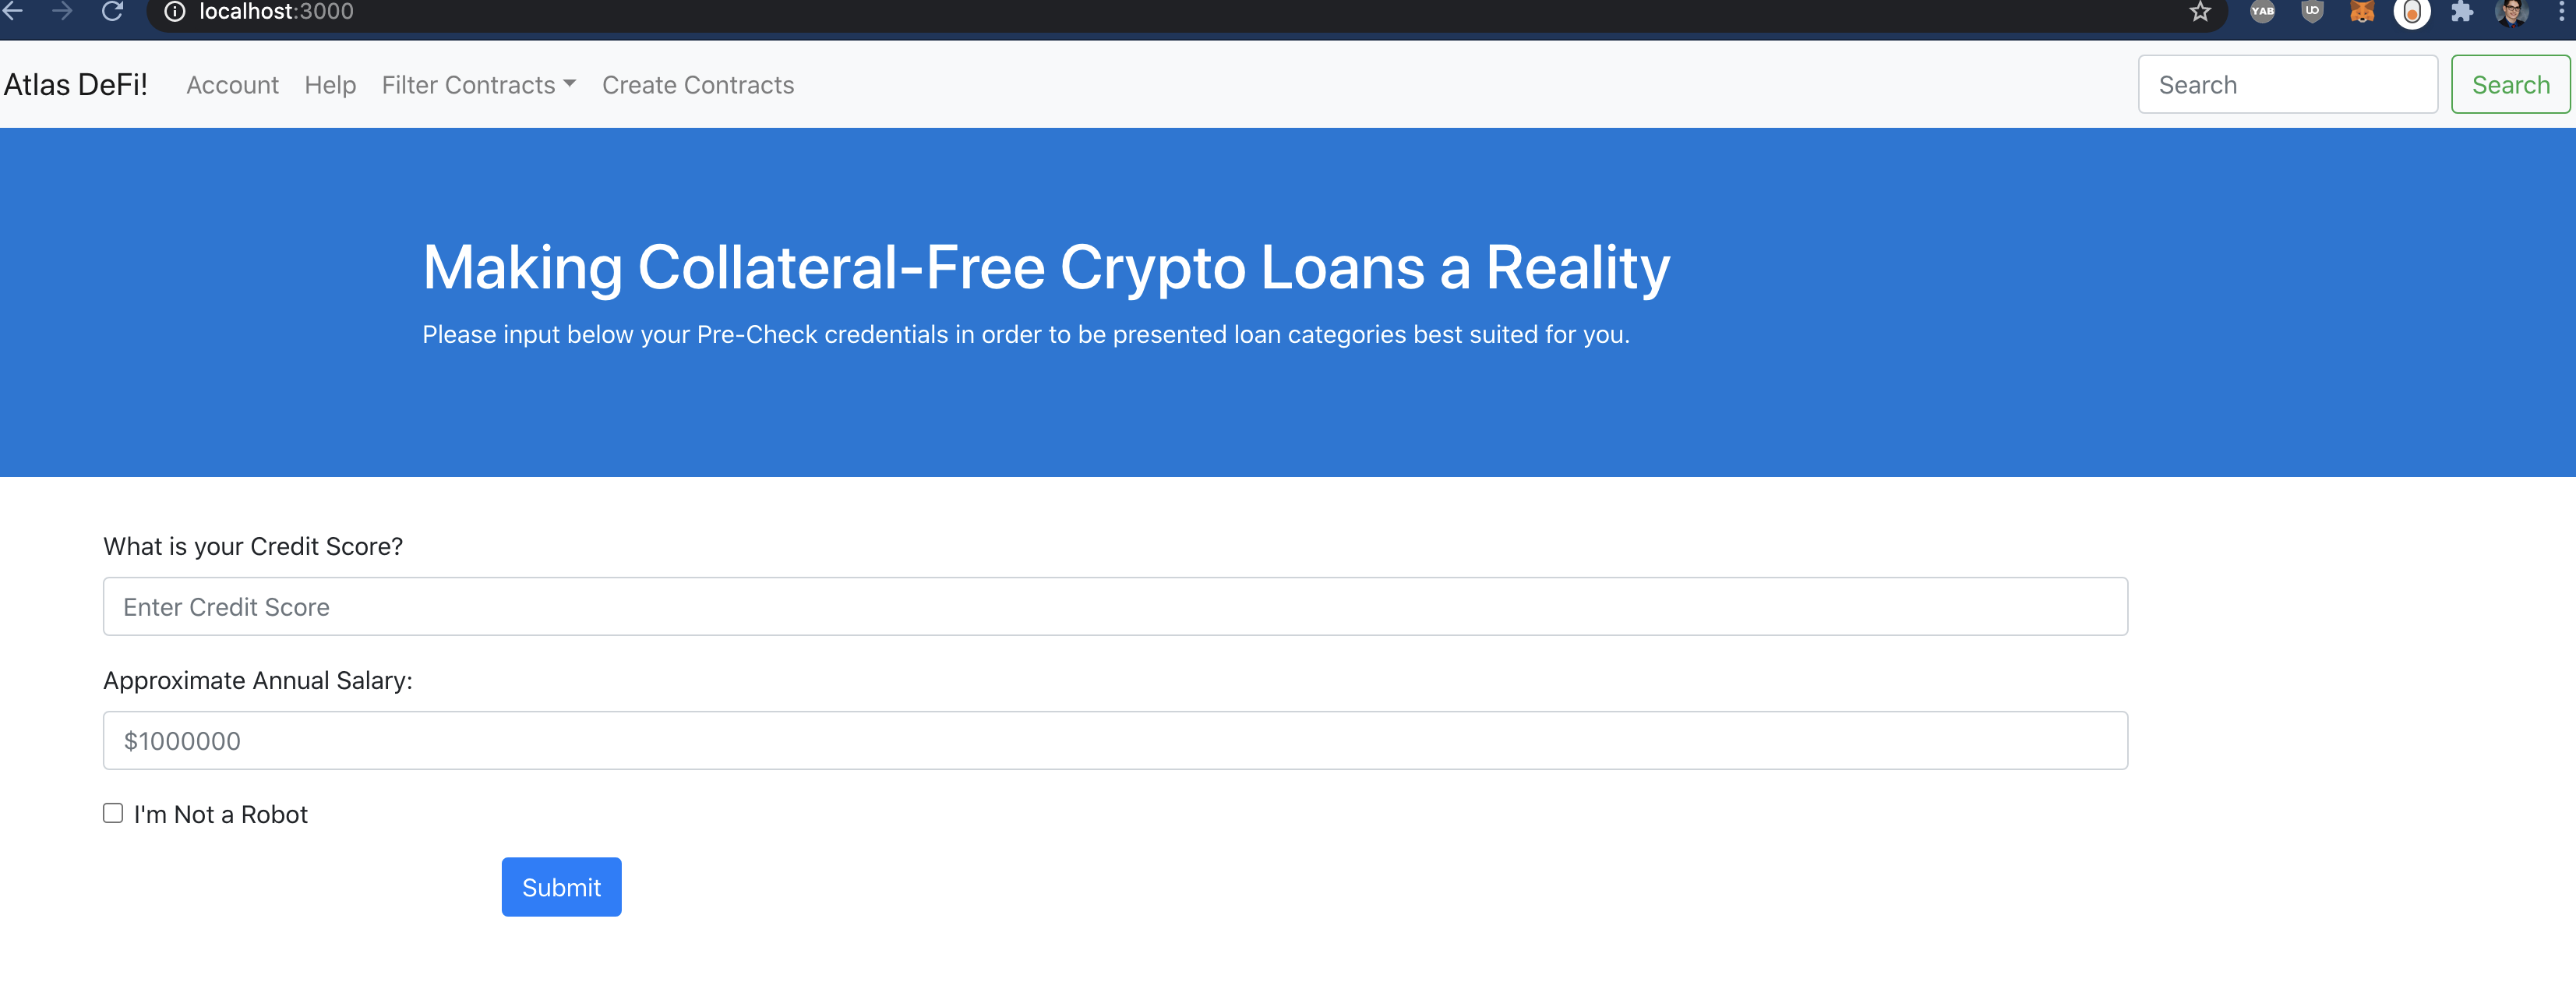 localhost:3000
YAB
UD
Atlas DeFi! Account Help Filter Contracts Create Contracts Search Search
Making Collateral-Free Crypto Loans a Reality
Please input below your Pre-Check credentials in order to be presented loan categories best suited for you.
What is your Credit Score?
Enter Credit Score
Approximate Annual Salary:
$1000000
I'm Not a Robot
Submit